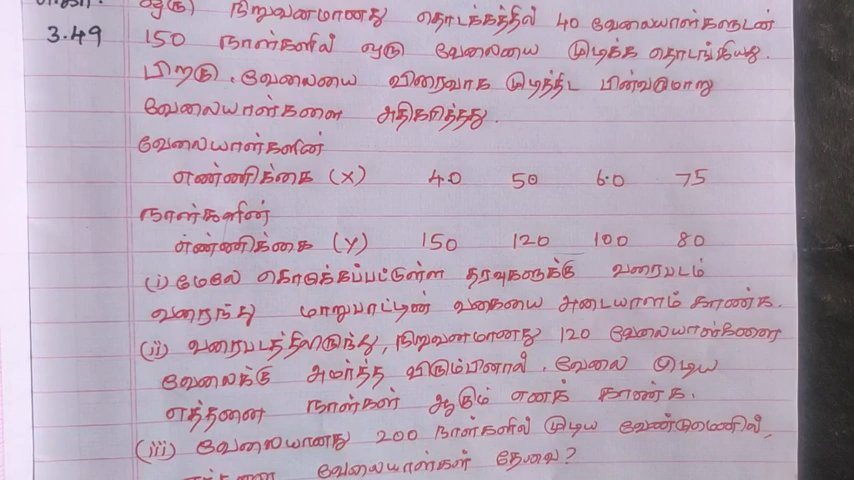 ஒரு நிறுவனமானது தொடக்கத்தில் 40 வேலையாள்களுடன்
3.49 150 நாள்களில் ஒரு வேலையை முடிக்க தொடங்கியது.
பிறகு, வேலையை விரைவாக முடித்திட பின்வருமாறு
வேலையாள்களை அதிகரித்தது.
வேலையாள்களின்
எண்ணிக்கை (x) 40 50 60 75
நாள்களின்
எண்ணிக்கை (y) 150 120 100 80
(i) மேலே கொடுக்கப்பட்டுள்ள தரவுகளுக்கு வரைபடம்
வரைந்து மாறுபாட்டின் வகையை அடையாளம் காண்க.
(ii) வரைபடத்திலிருந்து, நிறுவனமானது 120 வேலையாள்களை
வேலைக்கு அமர்த்த விரும்பினால், வேலை முடிய
எத்தனை நாள்கள் ஆகும் எனக் காண்க.
(iii) வேலையானது 200 நாள்களில் முடிய வேண்டுமெனில்,
வேலையாள்கள் தேவை?